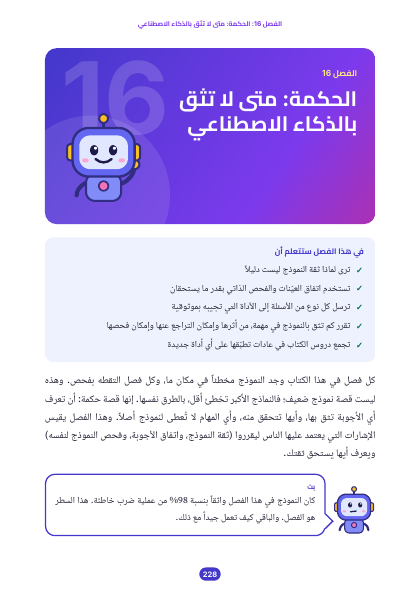 الفصل 16: الحكمة: متى لا تثق بالذكاء الاصطناعي
16
الفصل 16
الحكمة: متى لا تثق
بالذكاء الاصطناعي
في هذا الفصل ستتعلم أن
✓ ترى لماذا ثقة النموذج ليست دليلاً
✓ تستخدم اتفاق العيّنات والفحص الذاتي بقدر ما يستحقان
✓ ترسل كل نوع من الأسئلة إلى الأداة التي تجيبه بموثوقية
✓ تقرر كم تثق بالنموذج في مهمة، من أثرها وإمكان التراجع عنها وإمكان فحصها
✓ تجمع دروس الكتاب في عادات تطبّقها على أي أداة جديدة
كل فصل في هذا الكتاب وجد النموذج مخطئاً في مكان ما، وكل فصل التقطه بفحص. وهذه
ليست قصة نموذج ضعيف؛ فالنماذج الأكبر تخطئ أقل، بالطرق نفسها. إنها قصة حكمة: أن تعرف
أي الأجوبة تثق بها، وأيها تتحقق منه، وأي المهام لا تُعطى لنموذج أصلاً. وهذا الفصل يقيس
الإشارات التي يعتمد عليها الناس ليقرروا (ثقة النموذج، واتفاق الأجوبة، وفحص النموذج لنفسه)
ويعرف أيها يستحق ثقتك.
بِت
كان النموذج في هذا الفصل واثقاً بنسبة 98% من عملية ضرب خاطئة. هذا السطر
هو الفصل. والباقي كيف تعمل جيداً مع ذلك.
228